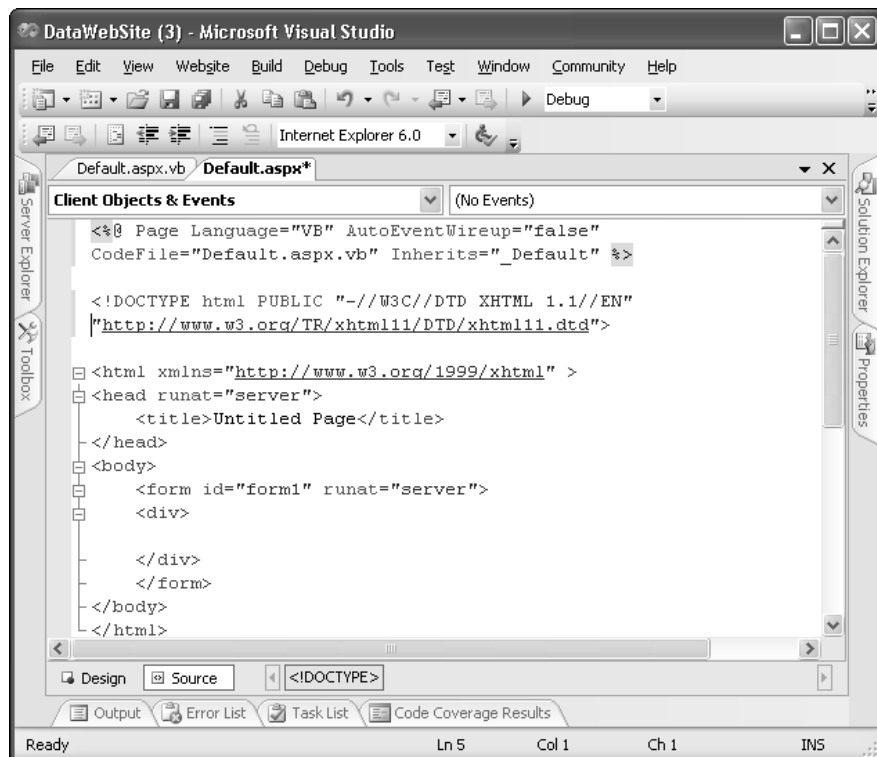 DataWebSite (3) - Microsoft Visual Studio
File Edit View Website Build Debug Tools Test Window Community Help
Debug
Internet Explorer 6.0
Default.aspx.vb Default.aspx*
Client Objects & Events (No Events)
Server Explorer
Toolbox
<%@ Page Language="VB" AutoEventWireup="false"
CodeFile="Default.aspx.vb" Inherits="_Default" %>
<!DOCTYPE html PUBLIC "-//W3C//DTD XHTML 1.1//EN"
"http://www.w3.org/TR/xhtml11/DTD/xhtml11.dtd">
<html xmlns="http://www.w3.org/1999/xhtml" >
<head runat="server">
<title>Untitled Page</title>
</head>
<body>
<form id="form1" runat="server">
<div>
</div>
</form>
</body>
</html>
Solution Explorer
Properties
Design Source <!DOCTYPE>
Output Error List Task List Code Coverage Results
Ready Ln 5 Col 1 Ch 1 INS